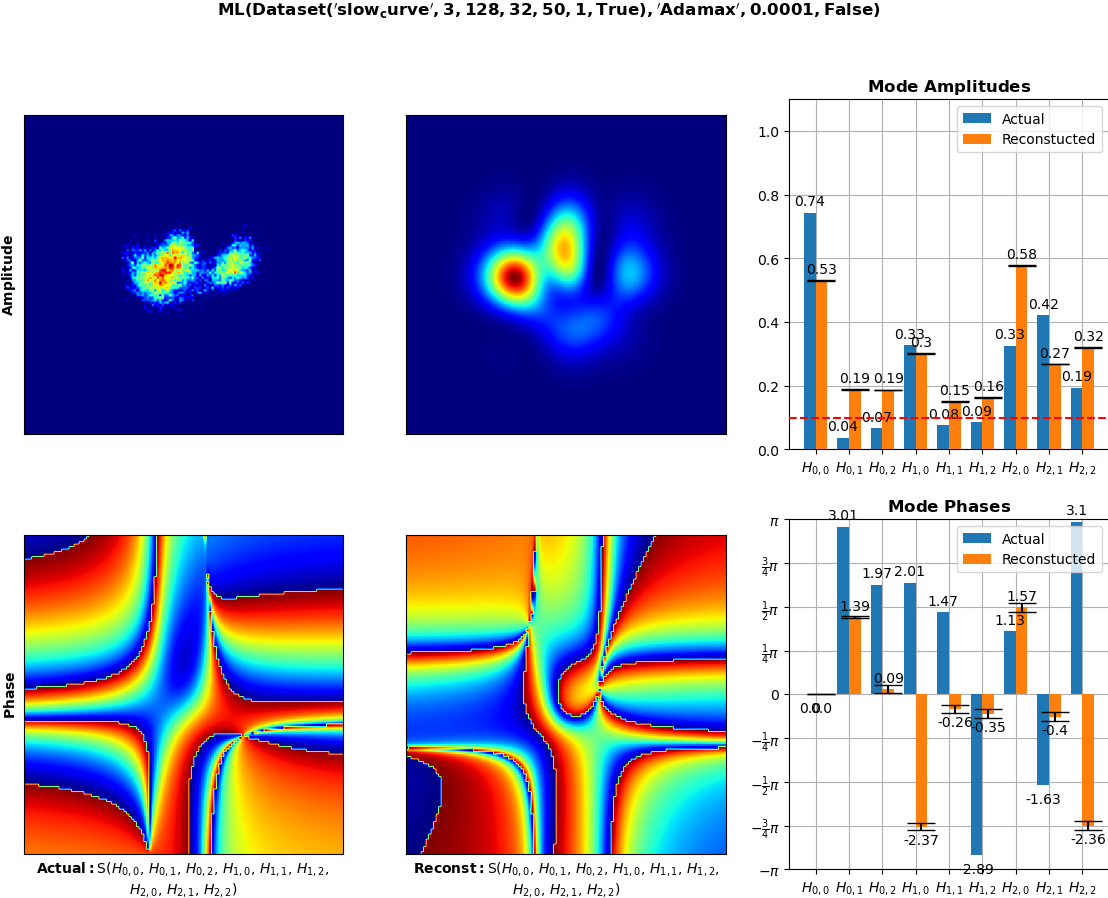 ML(Dataset('slow_curve', 3, 128, 32, 50, 1, True), 'Adamax', 0.0001, False)
Amplitude
Mode Amplitudes
Actual
Reconstucted
1.0
0.8
0.6
0.4
0.2
0.0
0.74 0.53 0.04 0.19 0.07 0.19 0.33 0.3 0.08 0.15 0.09 0.16 0.33 0.58 0.42 0.27 0.19 0.32
H0,0 H0,1 H0,2 H1,0 H1,1 H1,2 H2,0 H2,1 H2,2
Phase
Actual: S(H0,0, H0,1, H0,2, H1,0, H1,1, H1,2,
H2,0, H2,1, H2,2)
Reconst: S(H0,0, H0,1, H0,2, H1,0, H1,1, H1,2,
H2,0, H2,1, H2,2)
Mode Phases
Actual
Reconstucted
π
3/4π
1/2π
1/4π
0
−1/4π
−1/2π
−3/4π
−π
0.0 3.01 1.39 1.97 0.09 2.01 -2.37 1.47 -0.26 -2.89 -0.35 1.13 1.57 -1.63 -0.4 3.1 -2.36
H0,0 H0,1 H0,2 H1,0 H1,1 H1,2 H2,0 H2,1 H2,2